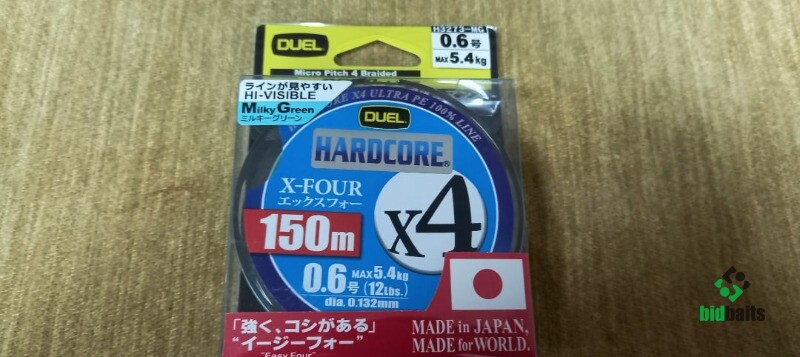 DUEL
H3273-MG
0.6号
MAX 5.4kg
Micro Pitch 4 Braided
ラインが見やすい
HI-VISIBLE
Milky Green
ミルキーグリーン
X4 ULTRA PE 100% LINE
DUEL
HARDCORE®
X-FOUR
エックスフォー
X4
150m
0.6号 MAX 5.4kg (12Lbs.)
dia. 0.132mm
「強く、コシがある」
“イージーフォー”
"Easy Four"
MADE in JAPAN,
MADE for WORLD.
bidbaits